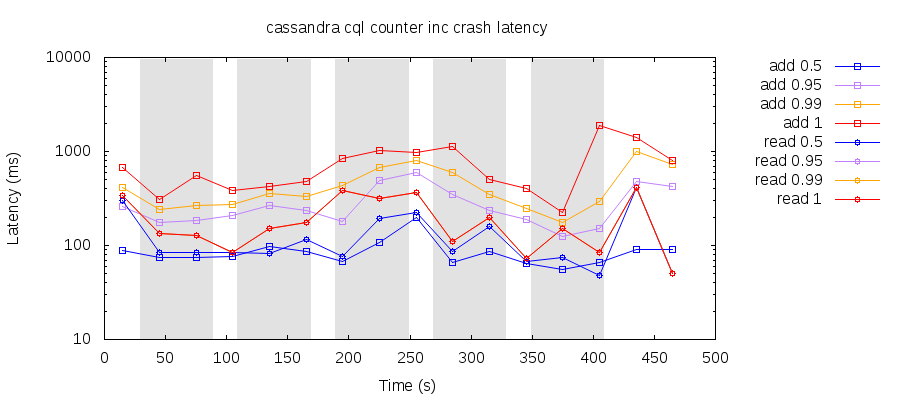 cassandra cql counter inc crash latency
10000
1000
100
10
Latency (ms)
0 50 100 150 200 250 300 350 400 450 500
Time (s)
add 0.5
add 0.95
add 0.99
add 1
read 0.5
read 0.95
read 0.99
read 1